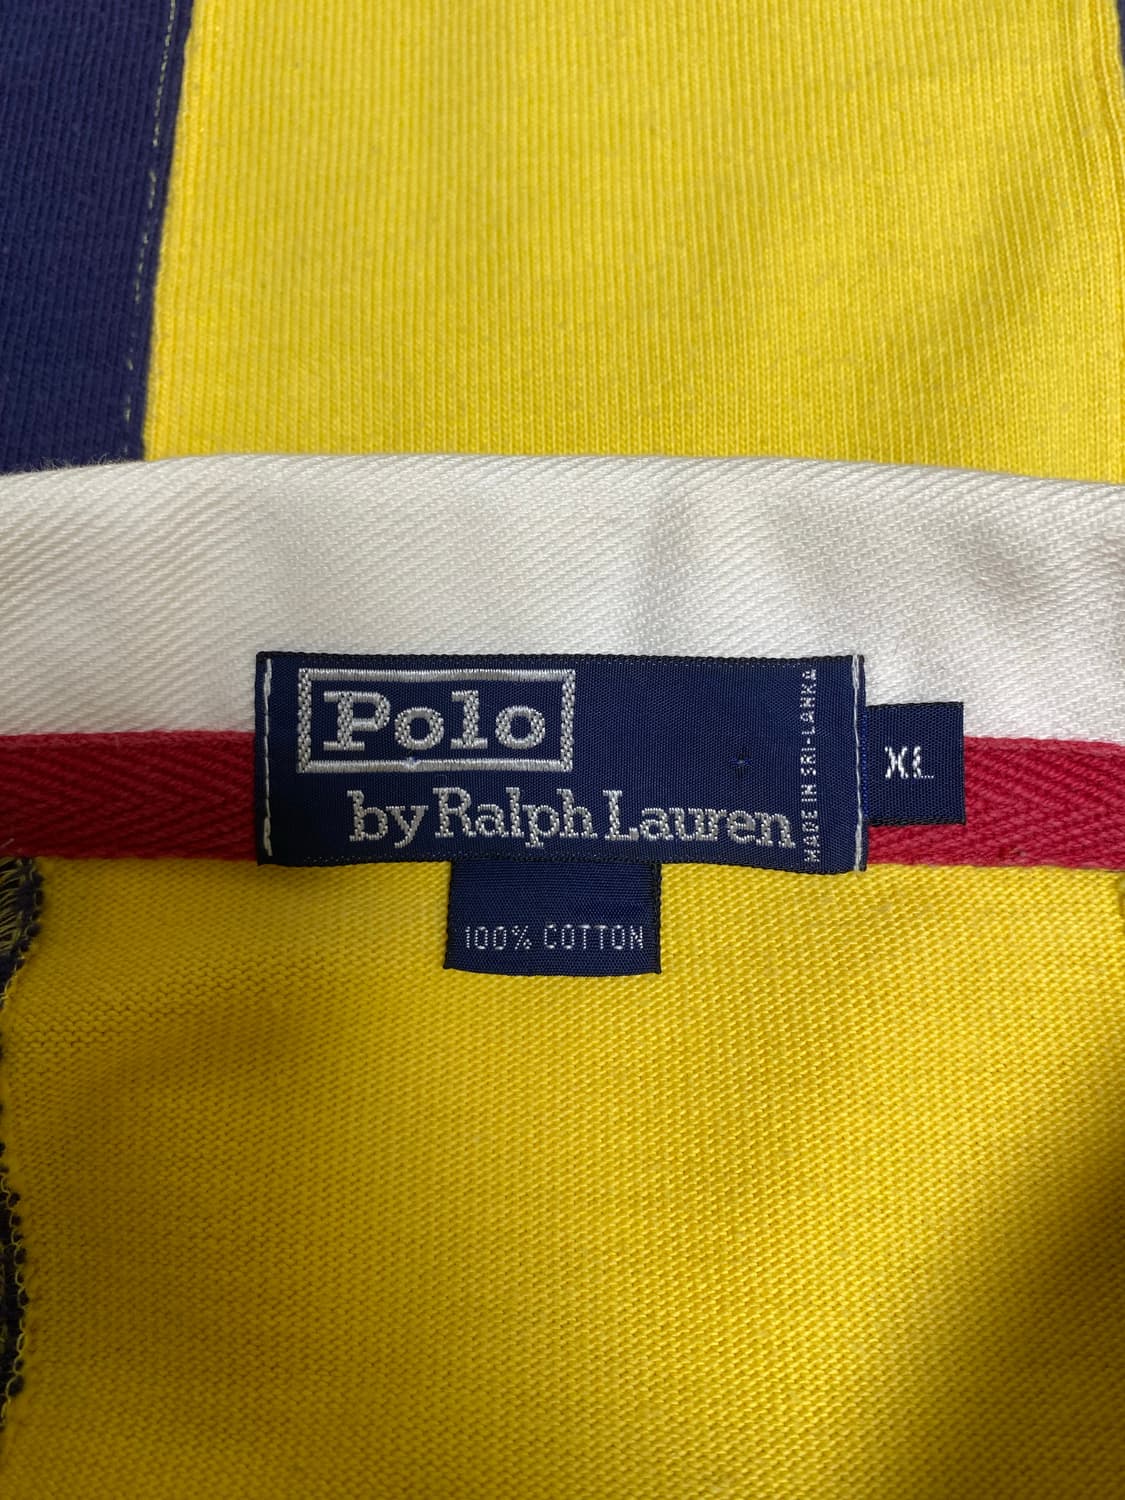 Polo
by Ralph Lauren
MADE IN SRI-LANKA
XL
100% COTTON